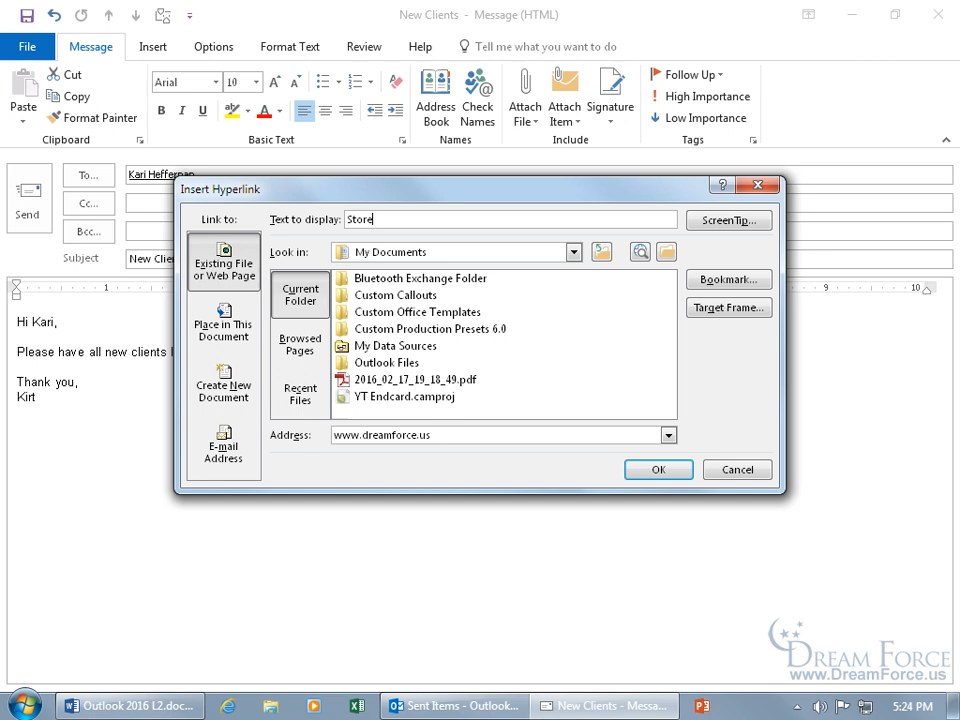 New Clients - Message (HTML)
File Message Insert Options Format Text Review Help Tell me what you want to do
Paste
Cut
Copy
Format Painter
Clipboard
Arial 10
B I U
Basic Text
Address Book
Check Names
Names
Attach File
Attach Item
Signature
Include
Follow Up
High Importance
Low Importance
Tags
Send
To... Kari Heffernan
Cc...
Bcc...
Subject New Clie
1 9 10
Hi Kari,
Please have all new clients l
Thank you,
Kirt
Insert Hyperlink
Link to:
Existing File or Web Page
Place in This Document
Create New Document
E-mail Address
Text to display: Store
ScreenTip...
Look in: My Documents
Current Folder
Browsed Pages
Recent Files
Bluetooth Exchange Folder
Custom Callouts
Custom Office Templates
Custom Production Presets 6.0
My Data Sources
Outlook Files
2016_02_17_19_18_49.pdf
YT Endcard.camproj
Bookmark...
Target Frame...
Address: www.dreamforce.us
OK Cancel
DREAM FORCE
www.DreamForce.us
Outlook 2016 L2.doc... Sent Items - Outlook... New Clients - Messa... 5:24 PM